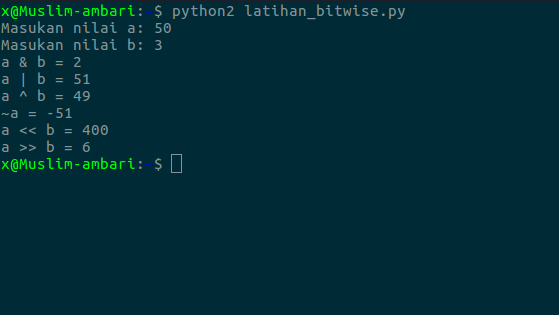 x@Muslim-ambari:~$ python2 latihan_bitwise.py
Masukan nilai a: 50
Masukan nilai b: 3
a & b = 2
a | b = 51
a ^ b = 49
~a = -51
a << b = 400
a >> b = 6
x@Muslim-ambari:~$